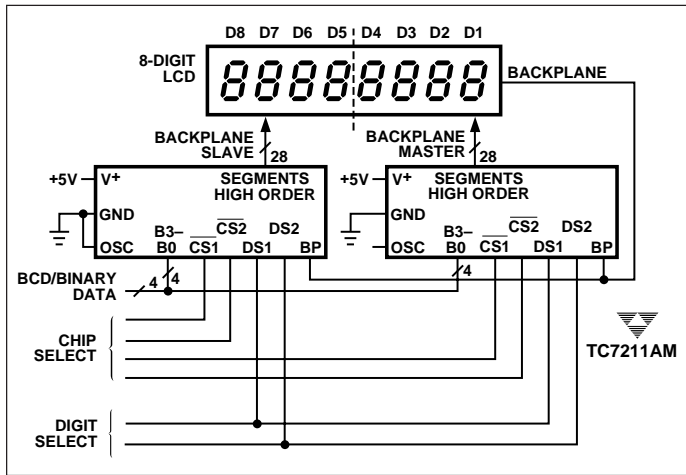 D8 D7 D6 D5 D4 D3 D2 D1
8-DIGIT
LCD
88888888
BACKPLANE
BACKPLANE
SLAVE
28
BACKPLANE
MASTER
28
+5V
V+
SEGMENTS
HIGH ORDER
GND
OSC
B3–
B0
CS1
CS2
DS1
DS2
BP
+5V
V+
SEGMENTS
HIGH ORDER
GND
OSC
B3–
B0
CS1
CS2
DS1
DS2
BP
BCD/BINARY
DATA
4
4
4
CHIP
SELECT
DIGIT
SELECT
TC7211AM